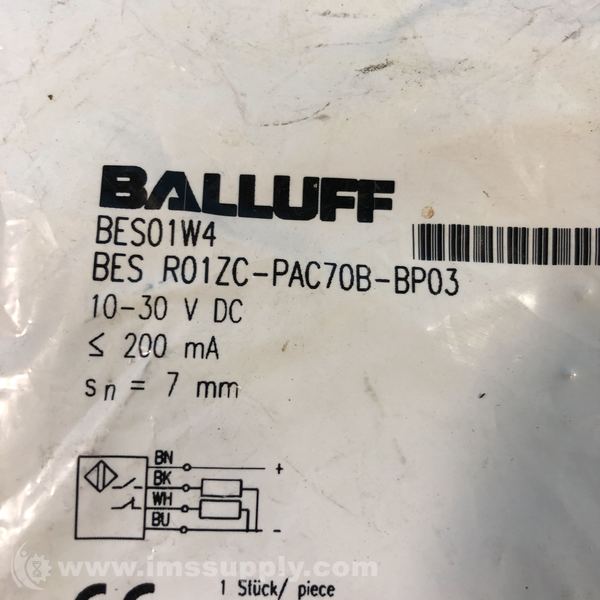 BALLUFF
BES01W4
BES R01ZC-PAC70B-BP03
10-30 V DC
≤ 200 mA
sn = 7 mm
BN
+
BK
WH
BU
-
www.imssupply.com
CE
1 Stück/ piece